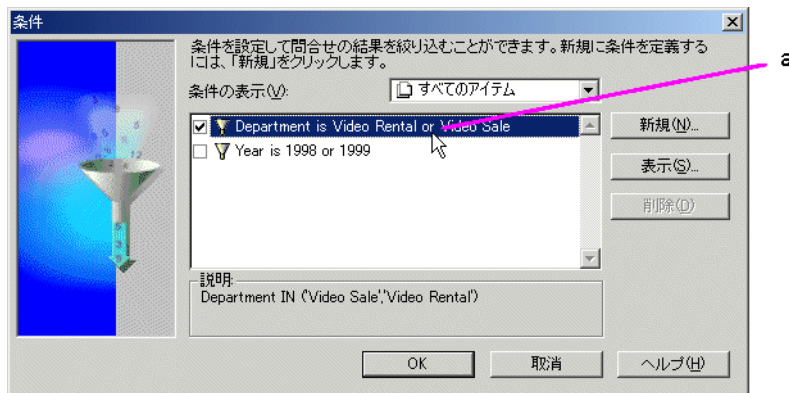 条件
条件を設定して問合せの結果を絞り込むことができます。新規に条件を定義する
には、「新規」をクリックします。
条件の表示(V):
すべてのアイテム
a
Department is Video Rental or Video Sale
Year is 1998 or 1999
新規(N)...
表示(S)...
削除(D)
説明:
Department IN ('Video Sale','Video Rental')
OK
取消
ヘルプ(H)